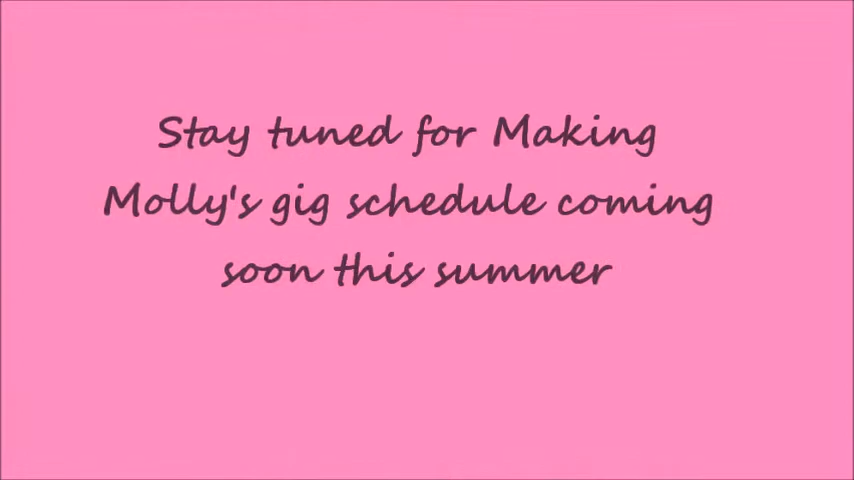 Stay tuned for Making
Molly's gig schedule coming
soon this summer